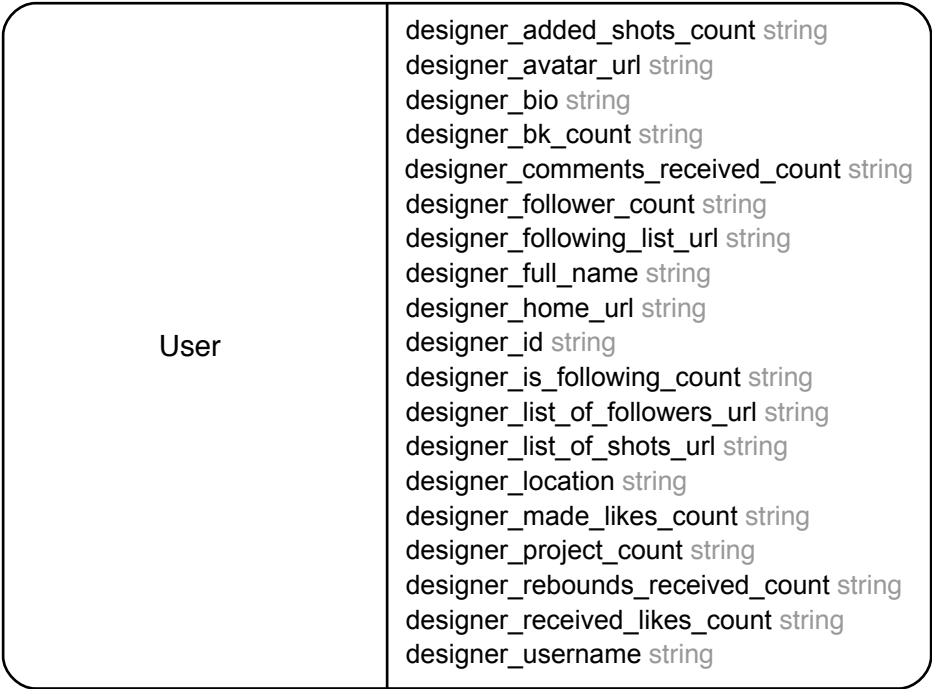 User
designer_added_shots_count string
designer_avatar_url string
designer_bio string
designer_bk_count string
designer_comments_received_count string
designer_follower_count string
designer_following_list_url string
designer_full_name string
designer_home_url string
designer_id string
designer_is_following_count string
designer_list_of_followers_url string
designer_list_of_shots_url string
designer_location string
designer_made_likes_count string
designer_project_count string
designer_rebounds_received_count string
designer_received_likes_count string
designer_username string